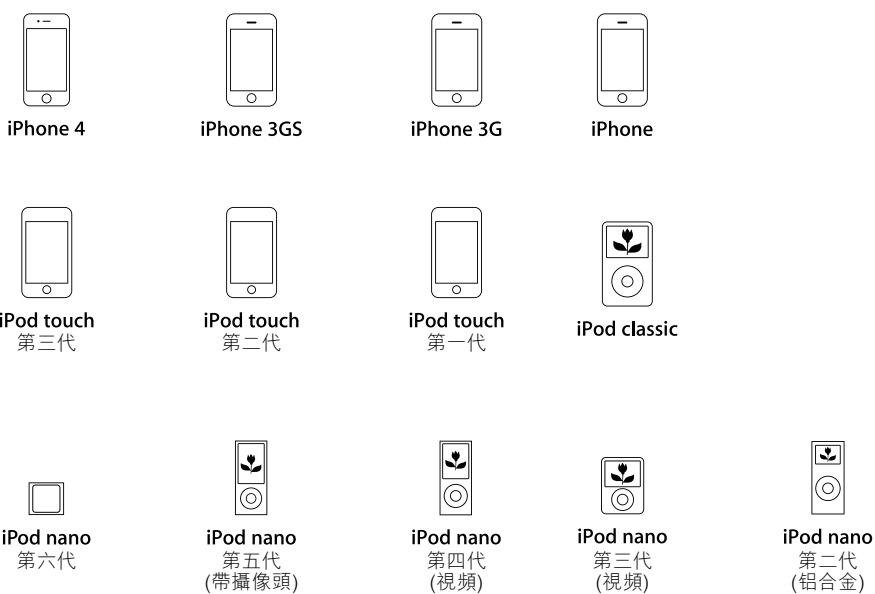 iPhone 4
iPhone 3GS
iPhone 3G
iPhone
iPod touch
第三代
iPod touch
第二代
iPod touch
第一代
iPod classic
iPod nano
第六代
iPod nano
第五代
(帶攝像頭)
iPod nano
第四代
(視頻)
iPod nano
第三代
(視頻)
iPod nano
第二代
(铝合金)